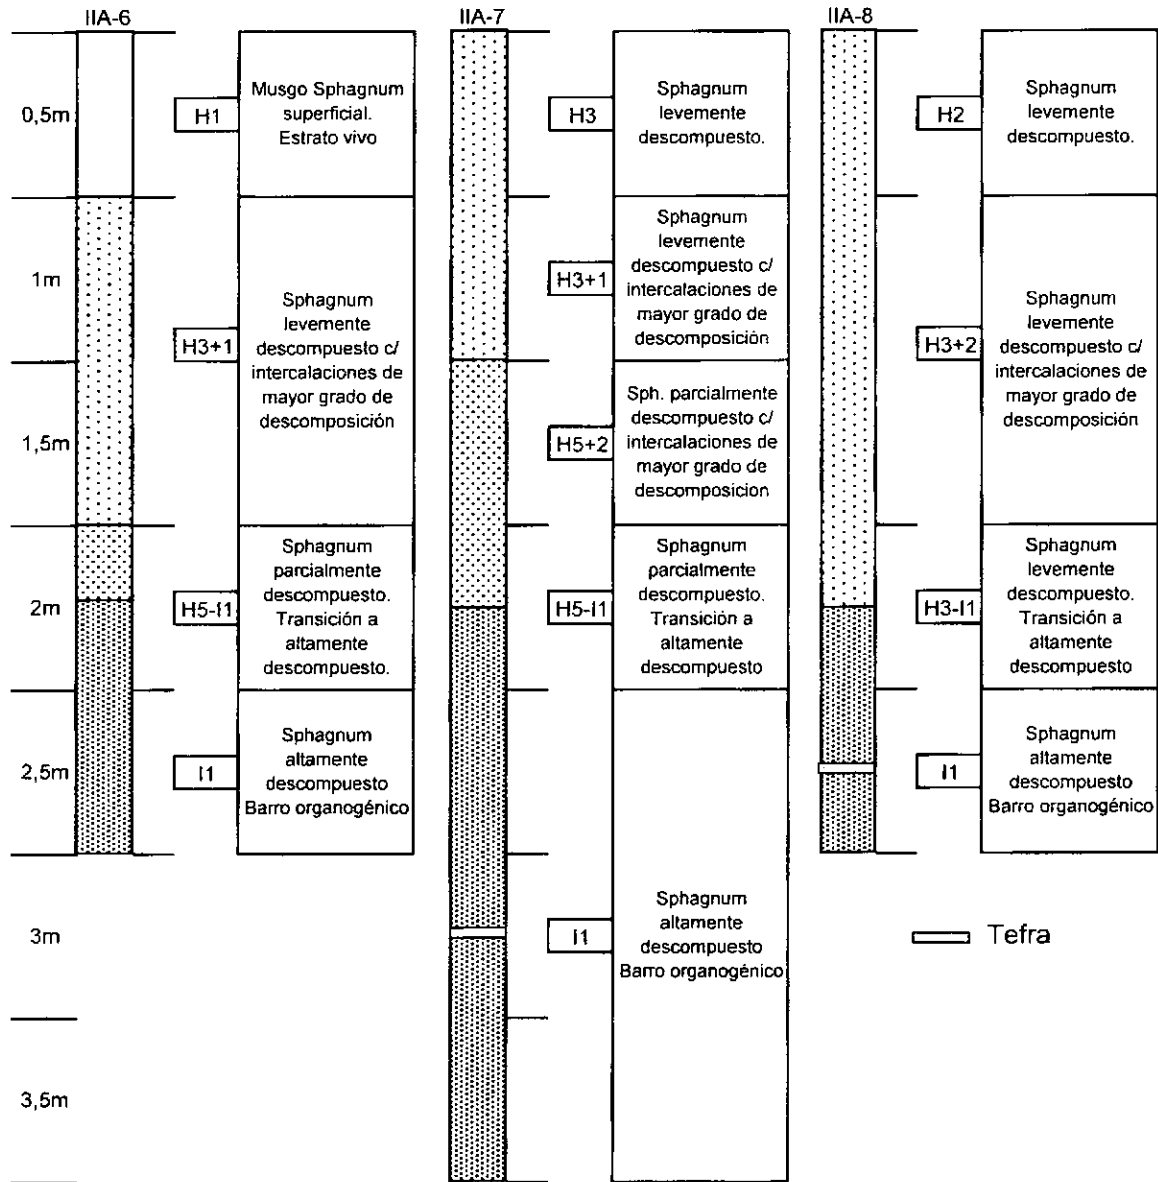 IIA-6
IIA-7
IIA-8
0,5m
1m
1,5m
2m
2,5m
3m
3,5m
H1
Musgo Sphagnum
superficial.
Estrato vivo
H3+1
Sphagnum
levemente
descompuesto c/
intercalaciones de
mayor grado de
descomposición
H5-I1
Sphagnum
parcialmente
descompuesto.
Transición a
altamente
descompuesto.
I1
Sphagnum
altamente
descompuesto
Barro organogénico
H3
Sphagnum
levemente
descompuesto.
H3+1
Sphagnum
levemente
descompuesto c/
intercalaciones de
mayor grado de
descomposición
H5+2
Sph. parcialmente
descompuesto c/
intercalaciones de
mayor grado de
descomposicion
H5-I1
Sphagnum
parcialmente
descompuesto.
Transición a
altamente
descompuesto
I1
Sphagnum
altamente
descompuesto
Barro organogénico
H2
Sphagnum
levemente
descompuesto.
H3+2
Sphagnum
levemente
descompuesto c/
intercalaciones de
mayor grado de
descomposición
H3-I1
Sphagnum
levemente
descompuesto.
Transición a
altamente
descompuesto
I1
Sphagnum
altamente
descompuesto
Barro organogénico
Tefra